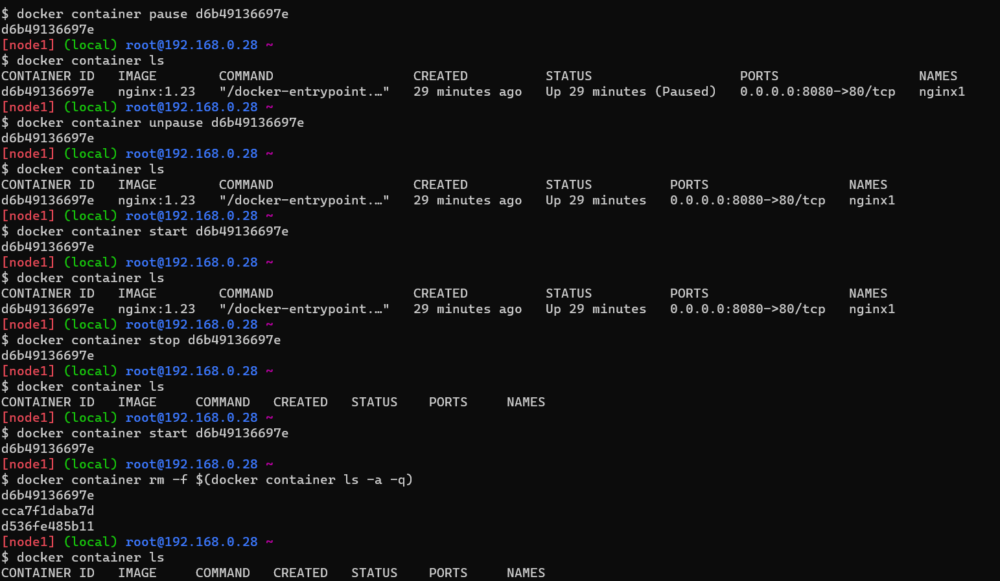 $ docker container pause d6b49136697e
d6b49136697e
[node1] (local) root@192.168.0.28 ~
$ docker container ls
CONTAINER ID   IMAGE        COMMAND                  CREATED          STATUS                   PORTS                  NAMES
d6b49136697e   nginx:1.23   "/docker-entrypoint.…"   29 minutes ago   Up 29 minutes (Paused)   0.0.0.0:8080->80/tcp   nginx1
[node1] (local) root@192.168.0.28 ~
$ docker container unpause d6b49136697e
d6b49136697e
[node1] (local) root@192.168.0.28 ~
$ docker container ls
CONTAINER ID   IMAGE        COMMAND                  CREATED          STATUS          PORTS                  NAMES
d6b49136697e   nginx:1.23   "/docker-entrypoint.…"   29 minutes ago   Up 29 minutes   0.0.0.0:8080->80/tcp   nginx1
[node1] (local) root@192.168.0.28 ~
$ docker container start d6b49136697e
d6b49136697e
[node1] (local) root@192.168.0.28 ~
$ docker container ls
CONTAINER ID   IMAGE        COMMAND                  CREATED          STATUS          PORTS                  NAMES
d6b49136697e   nginx:1.23   "/docker-entrypoint.…"   29 minutes ago   Up 29 minutes   0.0.0.0:8080->80/tcp   nginx1
[node1] (local) root@192.168.0.28 ~
$ docker container stop d6b49136697e
d6b49136697e
[node1] (local) root@192.168.0.28 ~
$ docker container ls
CONTAINER ID   IMAGE     COMMAND   CREATED   STATUS    PORTS     NAMES
[node1] (local) root@192.168.0.28 ~
$ docker container start d6b49136697e
d6b49136697e
[node1] (local) root@192.168.0.28 ~
$ docker container rm -f $(docker container ls -a -q)
d6b49136697e
cca7f1daba7d
d536fe485b11
[node1] (local) root@192.168.0.28 ~
$ docker container ls
CONTAINER ID   IMAGE     COMMAND   CREATED   STATUS    PORTS     NAMES